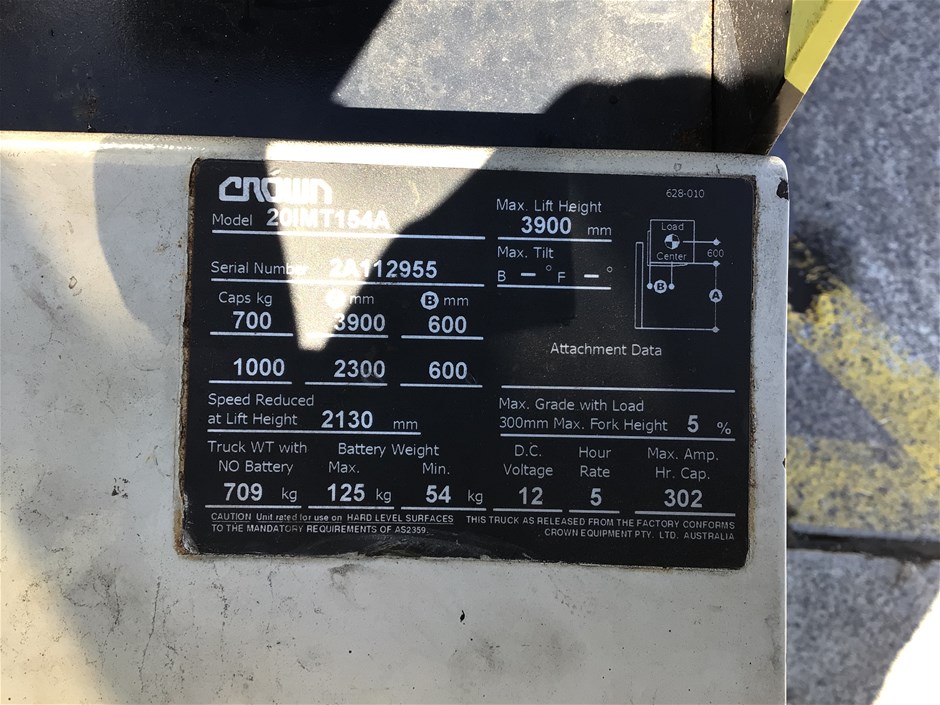 CROWN
628-010
Model 20IMT154A
Max. Lift Height
3900 mm
Serial Number 2A112955
Max. Tilt
B – ° F – °
Load
Center
600
B
A
Caps kg mm B mm
700 3900 600
1000 2300 600
Attachment Data
Speed Reduced
at Lift Height 2130 mm
Max. Grade with Load
300mm Max. Fork Height 5 %
Truck WT with
NO Battery
709 kg
Battery Weight
Max. Min.
125 kg 54 kg
D.C.
Voltage
12
Hour
Rate
5
Max. Amp.
Hr. Cap.
302
CAUTION Unit rated for use on HARD LEVEL SURFACES THIS TRUCK AS RELEASED FROM THE FACTORY CONFORMS
TO THE MANDATORY REQUIREMENTS OF AS2359. CROWN EQUIPMENT PTY. LTD. AUSTRALIA